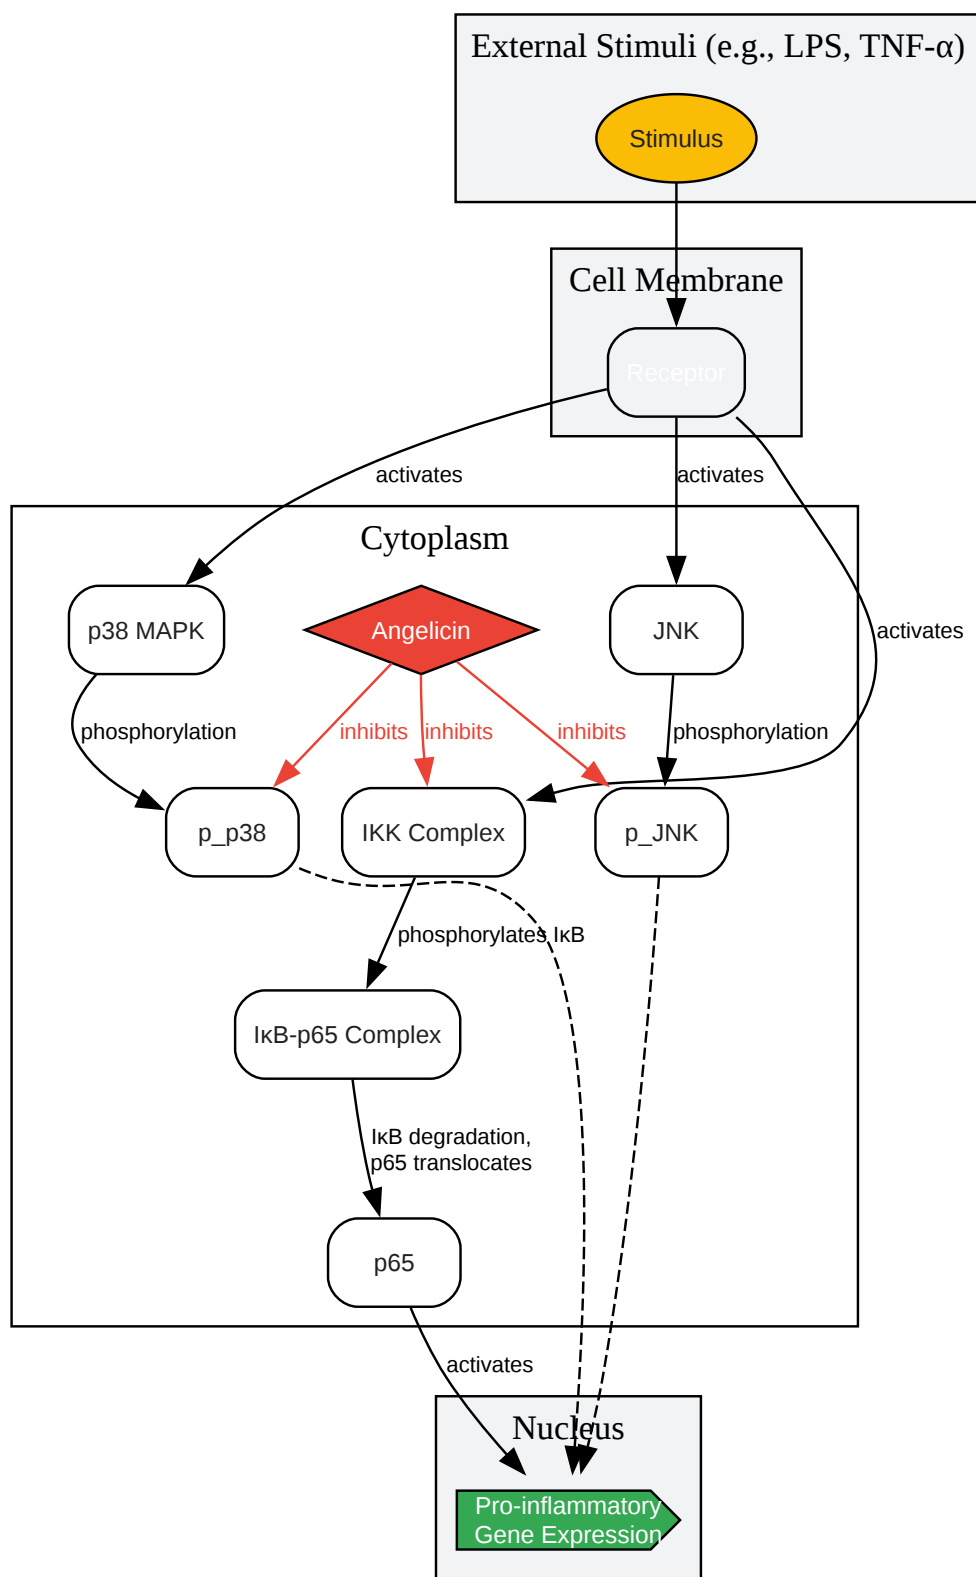 External Stimuli (e.g., LPS, TNF-α)
Stimulus
Cell Membrane
Receptor
activates
activates
activates
Cytoplasm
p38 MAPK
Angelicin
JNK
phosphorylation
inhibits
inhibits
inhibits
phosphorylation
p_p38
IKK Complex
p_JNK
phosphorylates IκB
IκB-p65 Complex
IκB degradation,
p65 translocates
p65
activates
Nucleus
Pro-inflammatory
Gene Expression